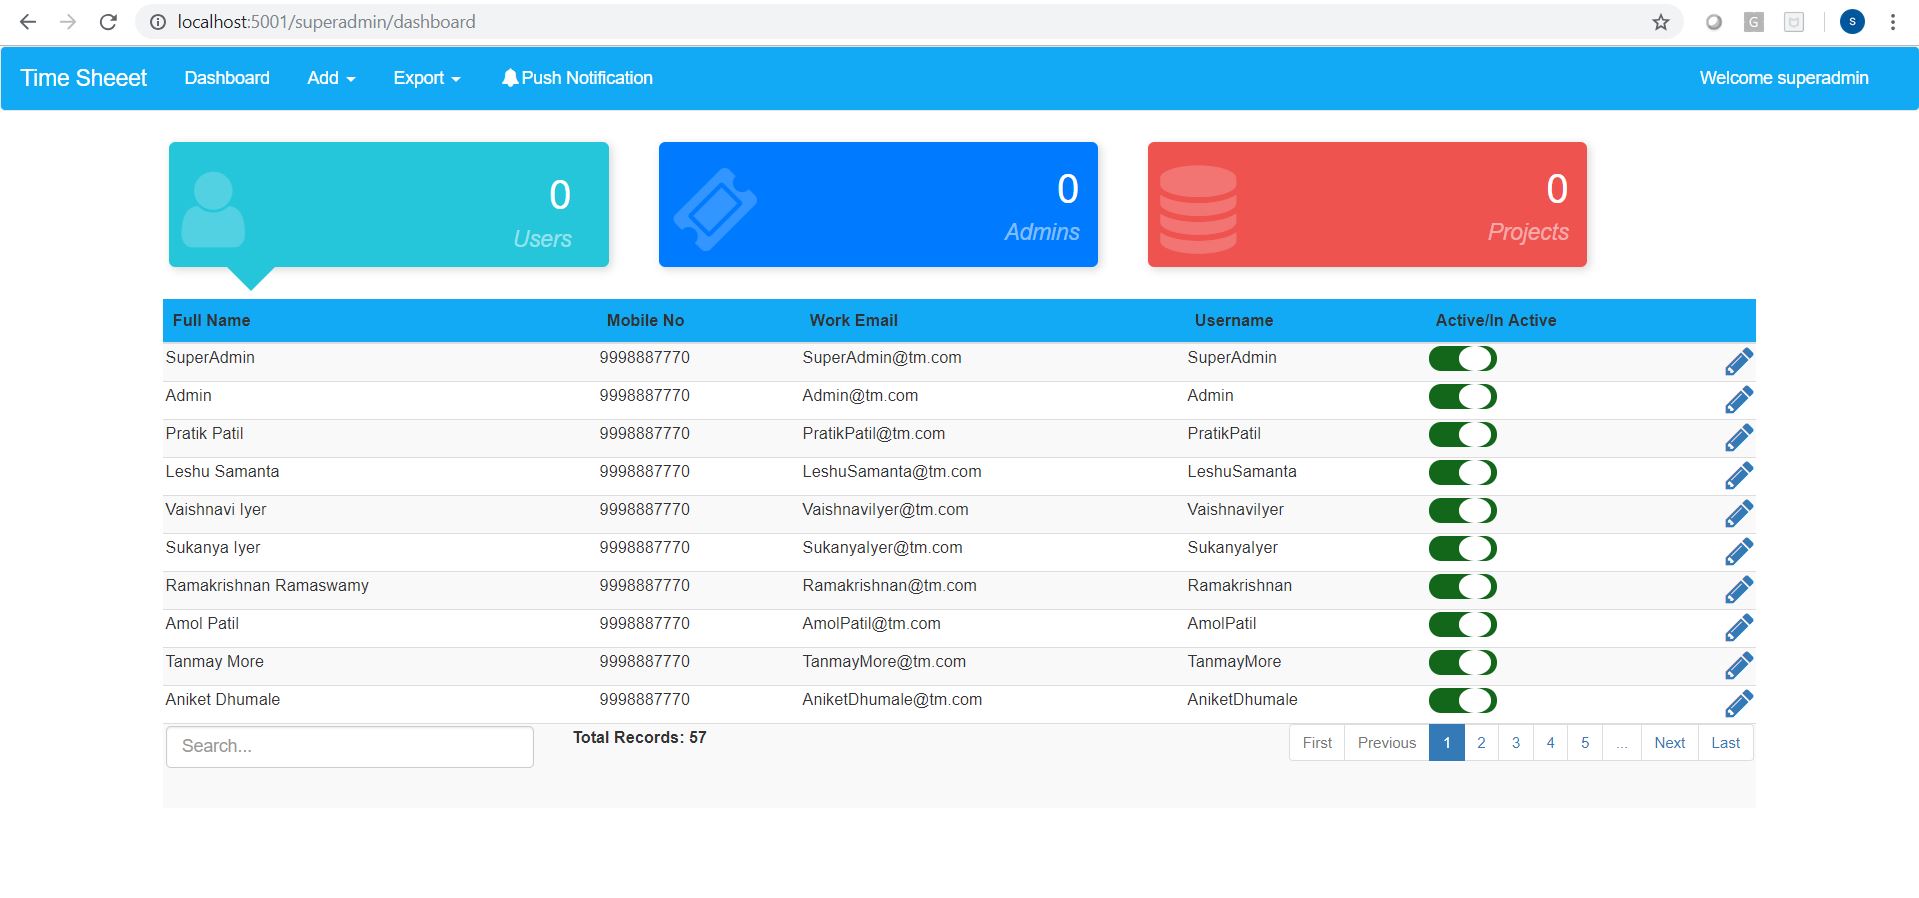 localhost:5001/superadmin/dashboard
G
s
Time Sheeet Dashboard Add Export Push Notification Welcome superadmin
0 0 0
Users Admins Projects
Full Name Mobile No Work Email Username Active/In Active
SuperAdmin 9998887770 SuperAdmin@tm.com SuperAdmin
Admin 9998887770 Admin@tm.com Admin
Pratik Patil 9998887770 PratikPatil@tm.com PratikPatil
Leshu Samanta 9998887770 LeshuSamanta@tm.com LeshuSamanta
Vaishnavi Iyer 9998887770 VaishnaviIyer@tm.com VaishnaviIyer
Sukanya Iyer 9998887770 SukanyaIyer@tm.com SukanyaIyer
Ramakrishnan Ramaswamy 9998887770 Ramakrishnan@tm.com Ramakrishnan
Amol Patil 9998887770 AmolPatil@tm.com AmolPatil
Tanmay More 9998887770 TanmayMore@tm.com TanmayMore
Aniket Dhumale 9998887770 AniketDhumale@tm.com AniketDhumale
Search... Total Records: 57 First Previous 1 2 3 4 5 ... Next Last